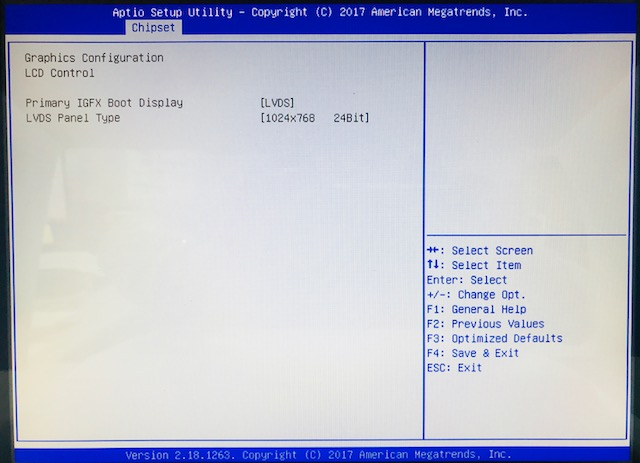 Aptio Setup Utility – Copyright (C) 2017 American Megatrends, Inc.
Chipset
Graphics Configuration
LCD Control
Primary IGFX Boot Display [LVDS]
LVDS Panel Type [1024x768 24Bit]
→←: Select Screen
↑↓: Select Item
Enter: Select
+/-: Change Opt.
F1: General Help
F2: Previous Values
F3: Optimized Defaults
F4: Save & Exit
ESC: Exit
Version 2.18.1263. Copyright (C) 2017 American Megatrends, Inc.